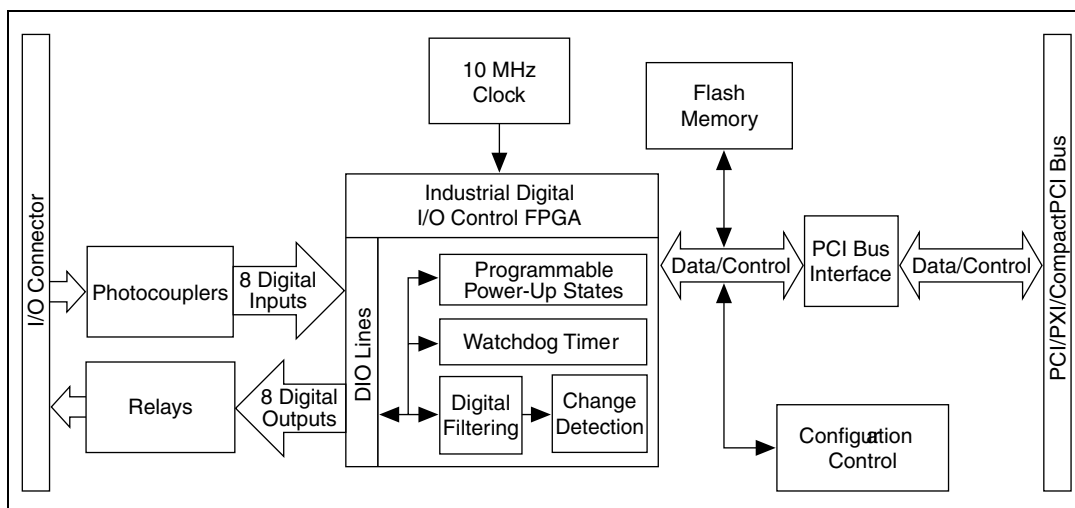 10 MHz
Clock
Flash
Memory
I/O Connector
Industrial Digital
I/O Control FPGA
Photocouplers
8 Digital
Inputs
DIO Lines
Programmable
Power-Up States
Watchdog Timer
Digital
Filtering
Change
Detection
Relays
8 Digital
Outputs
Data/Control
PCI Bus
Interface
Data/Control
PCI/PXI/CompactPCI Bus
Configuration
Control